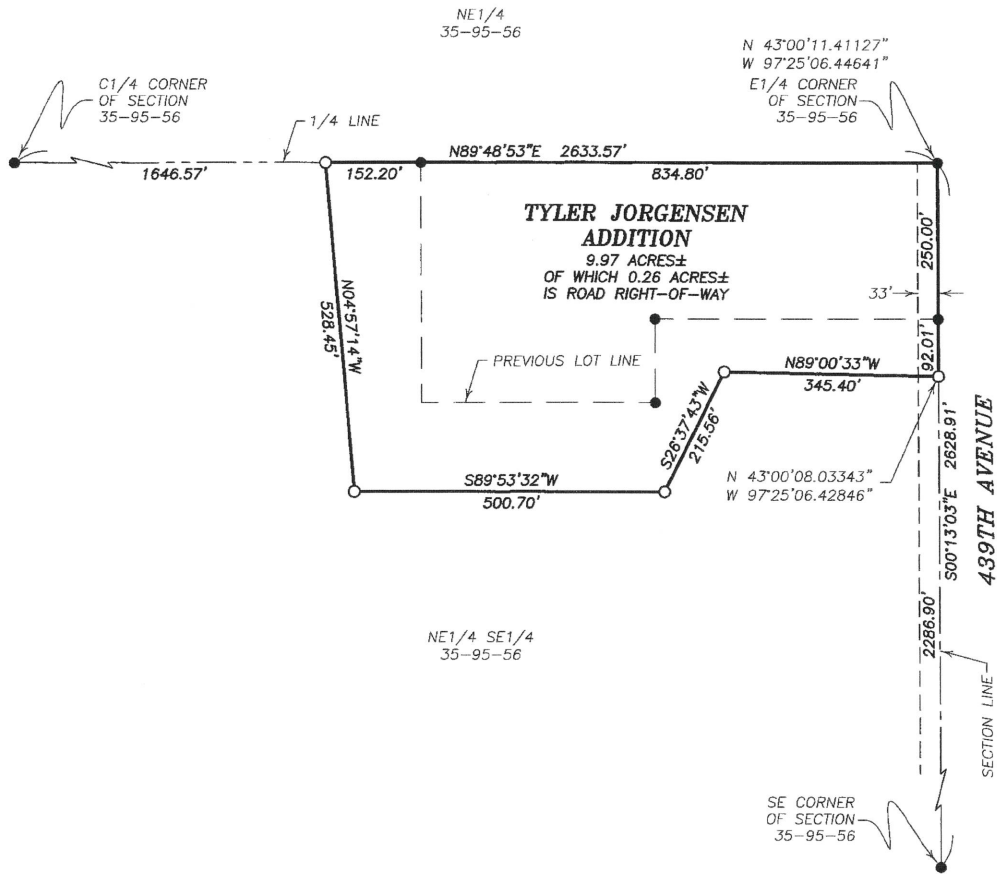 NE1/4
35-95-56
N 43°00'11.41127"
W 97°25'06.44641"
E1/4 CORNER
OF SECTION
35-95-56
C1/4 CORNER
OF SECTION
35-95-56
1/4 LINE
N89°48'53"E 2633.57'
1646.57'
152.20'
834.80'
TYLER JORGENSEN
ADDITION
9.97 ACRES±
OF WHICH 0.26 ACRES±
IS ROAD RIGHT-OF-WAY
250.00'
33'
N04°57'14"W
528.45'
PREVIOUS LOT LINE
92.01'
N89°00'33"W
345.40'
S26°37'43"W
215.56'
S89°53'32"W
500.70'
N 43°00'08.03343"
W 97°25'06.42846"
S00°13'03"E 2628.91'
439TH AVENUE
2286.90'
NE1/4 SE1/4
35-95-56
SECTION LINE
SE CORNER
OF SECTION
35-95-56